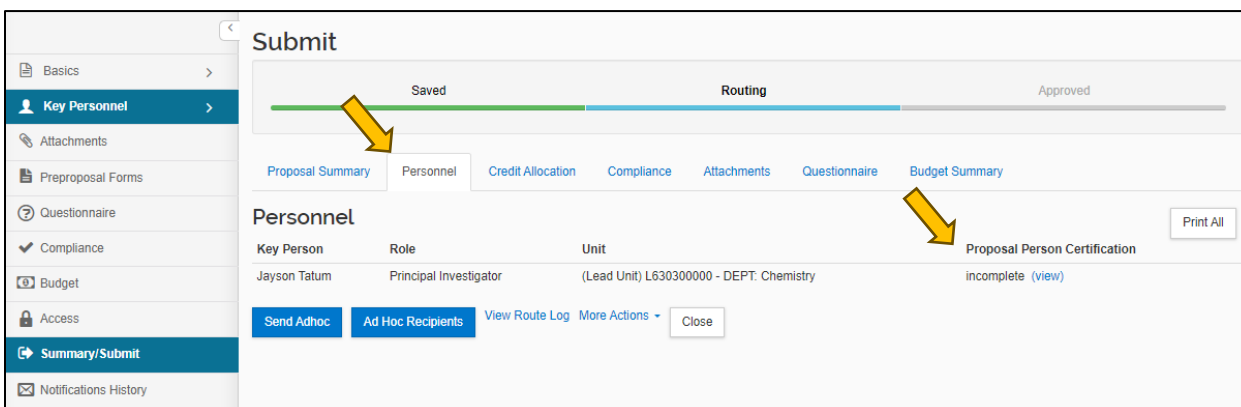 Submit
Basics
Key Personnel
Attachments
Preproposal Forms
Questionnaire
Compliance
Budget
Access
Summary/Submit
Notifications History
Saved Routing Approved
Proposal Summary Personnel Credit Allocation Compliance Attachments Questionnaire Budget Summary
Personnel
Print All
Key Person Role Unit Proposal Person Certification
Jayson Tatum Principal Investigator (Lead Unit) L630300000 - DEPT: Chemistry incomplete (view)
Send Adhoc Ad Hoc Recipients View Route Log More Actions Close